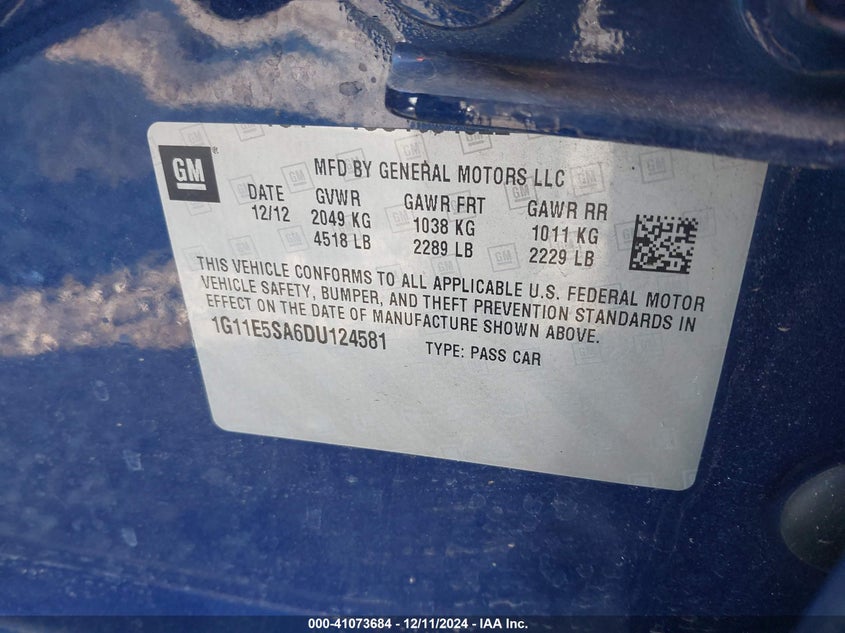 GM
MFD BY GENERAL MOTORS LLC
DATE GVWR GAWR FRT GAWR RR
12/12 2049 KG 1038 KG 1011 KG
4518 LB 2289 LB 2229 LB
THIS VEHICLE CONFORMS TO ALL APPLICABLE U.S. FEDERAL MOTOR
VEHICLE SAFETY, BUMPER, AND THEFT PREVENTION STANDARDS IN
EFFECT ON THE DATE OF MANUFACTURE SHOWN ABOVE.
1G11E5SA6DU124581 TYPE: PASS CAR
000-41073684 - 12/11/2024 - IAA Inc.